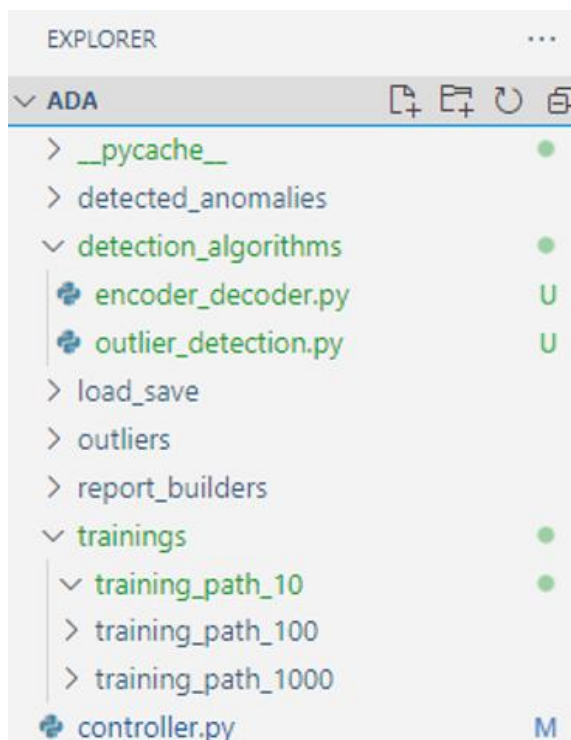 EXPLORER ...
ADA
__pycache__
detected_anomalies
detection_algorithms
encoder_decoder.py U
outlier_detection.py U
load_save
outliers
report_builders
trainings
training_path_10
training_path_100
training_path_1000
controller.py M